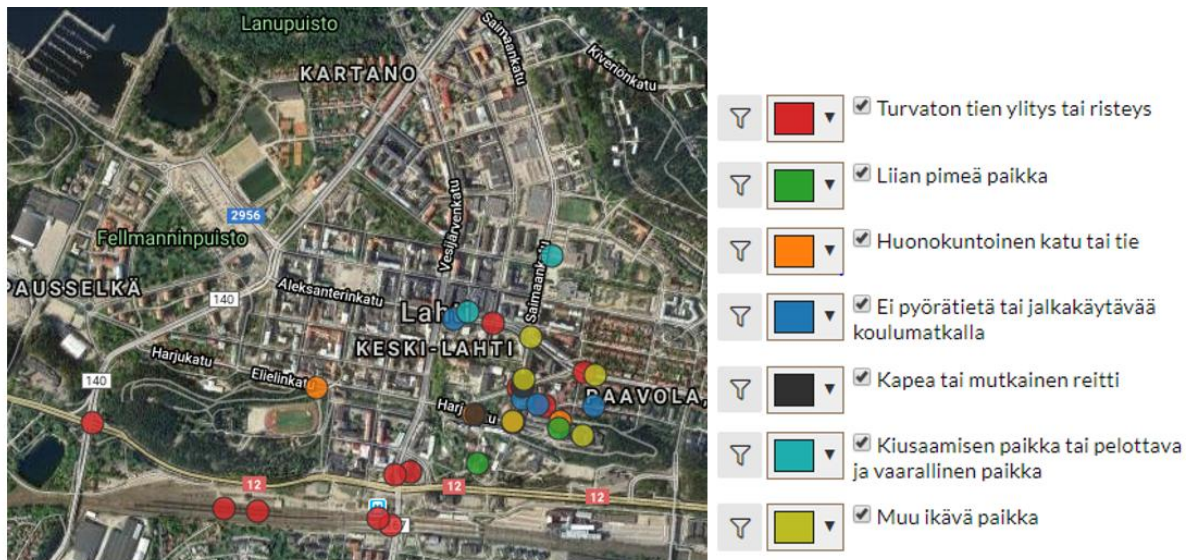 Lanupuisto
Saimaankatu
Kiveriönkatu
KARTANO
2956
Vesijärvenkatu
Fellmanninpuisto
Saimaankatu
PAUSSELKÄ
140
Aleksanterinkatu
KESKI-LAHTI
Harjukatu
Elielinkatu
140
PAAVOLA,
12
12
12
Turvaton tien ylitys tai risteys
Liian pimeä paikka
Huonokuntoinen katu tai tie
Ei pyörätietä tai jalkakäytävää
koulumatkalla
Kapea tai mutkainen reitti
Kiusaamisen paikka tai pelottava
ja vaarallinen paikka
Muu ikävä paikka